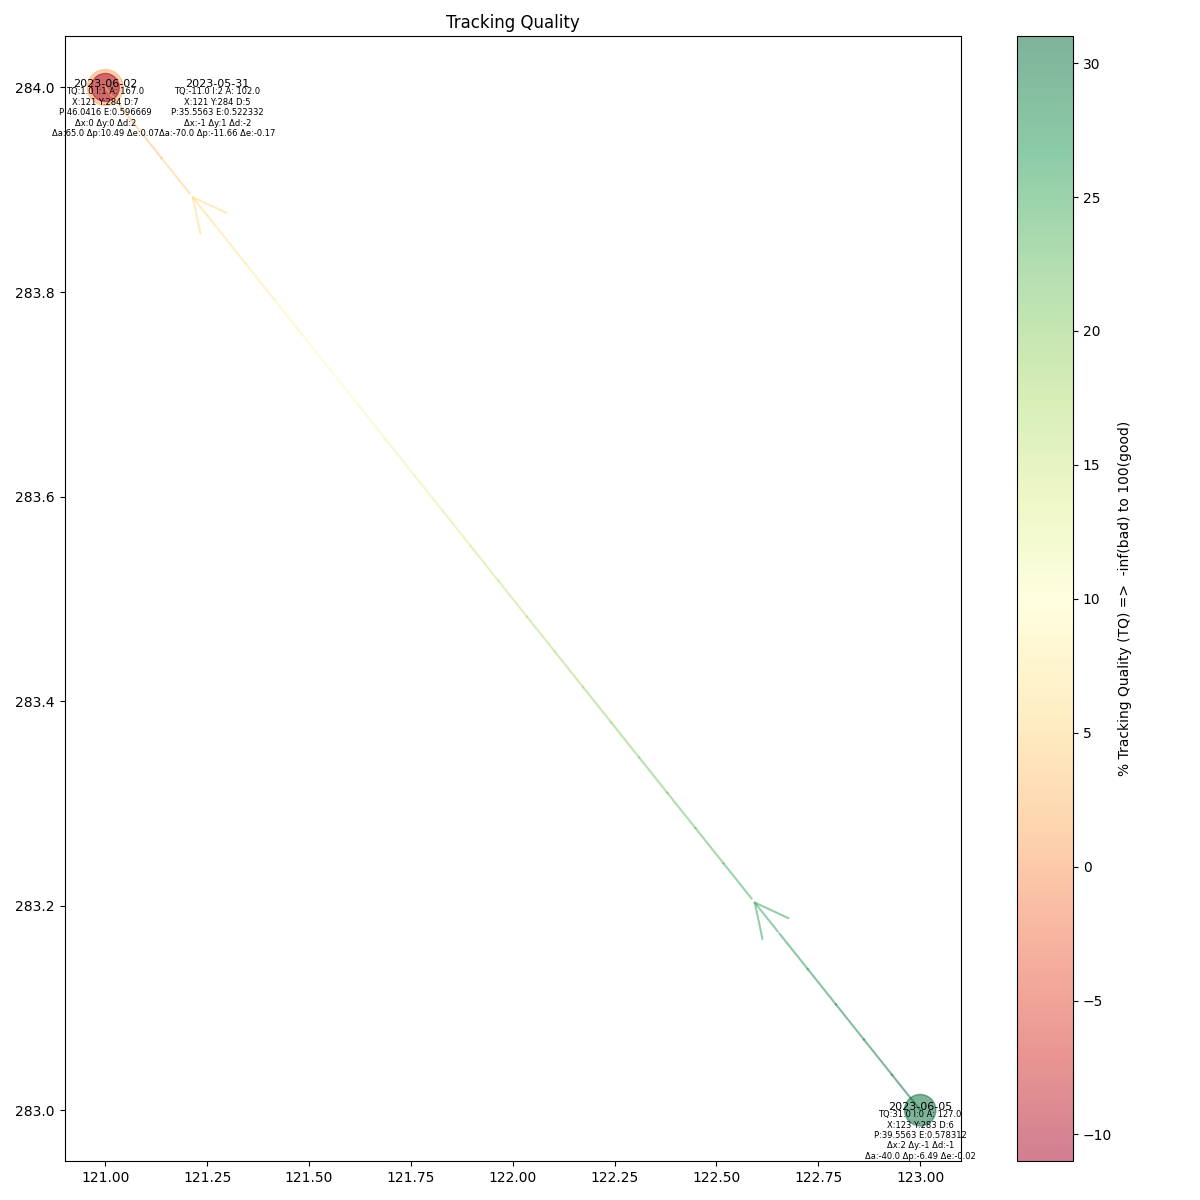 Tracking Quality
284.0
283.8
283.6
283.4
283.2
283.0
2023-06-02
TQ:1.0 I:1 A: 167.0
X:121 Y:284 D:7
P:46.0416 E:0.596669
Δx:0 Δy:0 Δd:2
Δa:65.0 Δp:10.49 Δe:0.07
2023-05-31
TQ:-11.0 I:2 A: 102.0
X:121 Y:284 D:5
P:35.5563 E:0.522332
Δx:-1 Δy:1 Δd:-2
Δa:-70.0 Δp:-11.66 Δe:-0.17
2023-06-05
TQ:31.0 I:0 A: 127.0
X:123 Y:283 D:6
P:39.5563 E:0.578312
Δx:2 Δy:-1 Δd:-1
Δa:-40.0 Δp:-6.49 Δe:-0.02
121.00 121.25 121.50 121.75 122.00 122.25 122.50 122.75 123.00
30
25
20
15
10
5
0
−5
−10
% Tracking Quality (TQ) => -inf(bad) to 100(good)